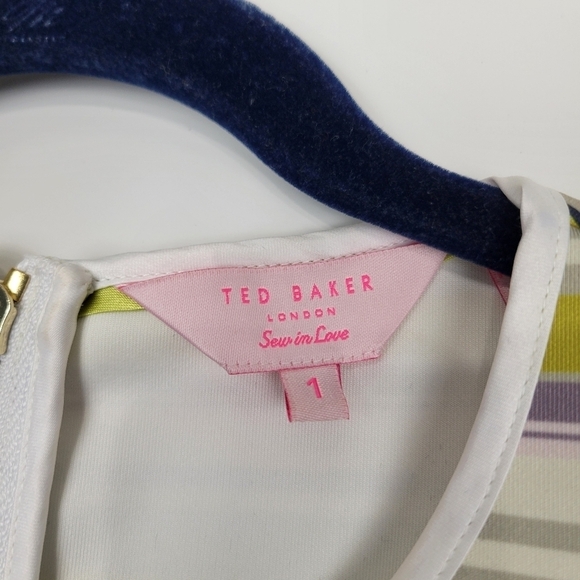 TED BAKER
LONDON
Sew in Love
1